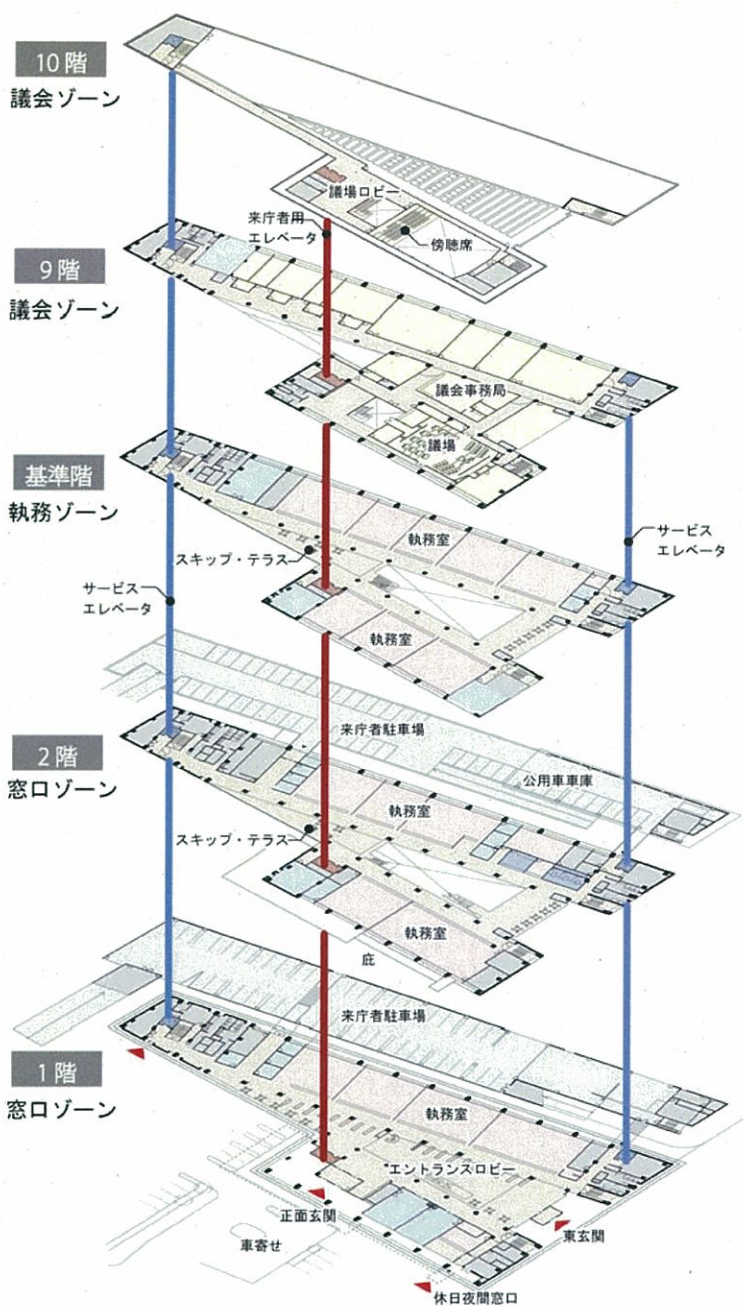 10階
議会ゾーン
議場ロビー
来庁者用
エレベータ
傍聴席
9階
議会ゾーン
議会事務局
議場
基準階
執務ゾーン
執務室
サービス
エレベータ
スキップ・テラス
サービス
エレベータ
執務室
来庁者駐車場
2階
窓口ゾーン
公用車車庫
執務室
スキップ・テラス
執務室
庇
来庁者駐車場
1階
窓口ゾーン
執務室
エントランスロビー
正面玄関
東玄関
車寄せ
休日夜間窓口